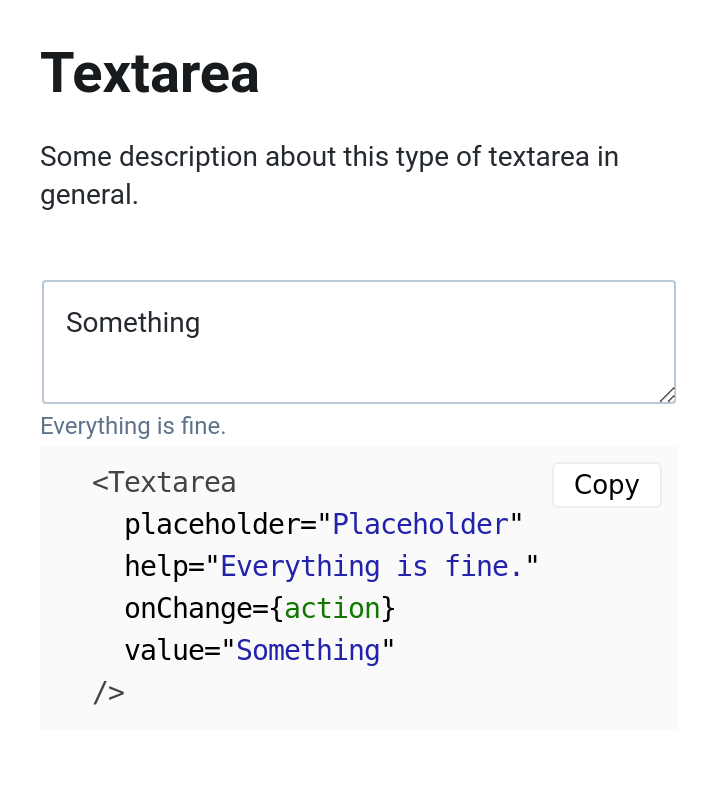 Textarea
Some description about this type of textarea in
general.
Something
Everything is fine.
<Textarea
Copy
placeholder="Placeholder"
help="Everything is fine."
onChange={action}
value="Something"
/>